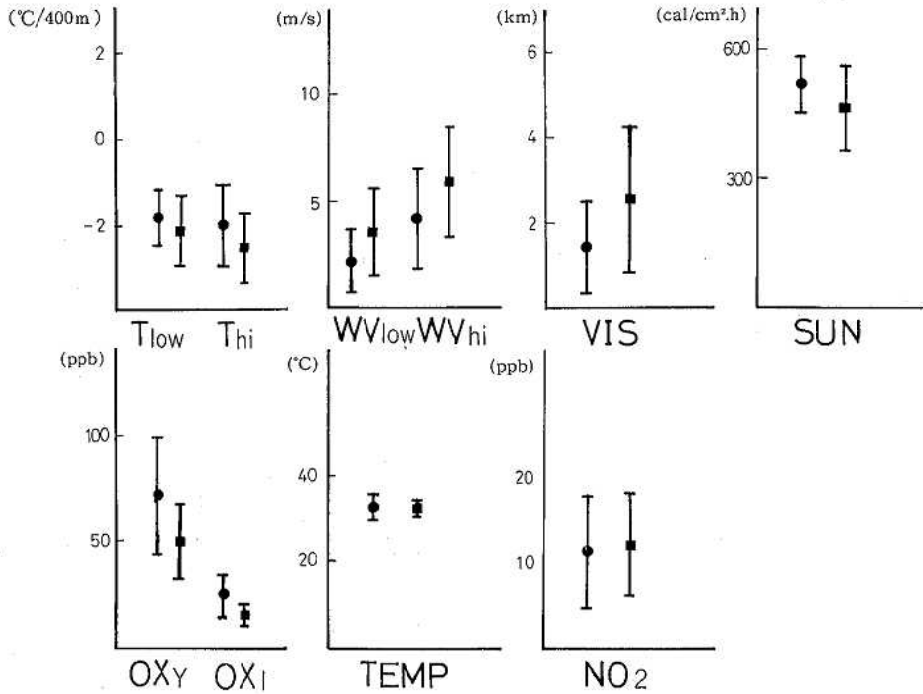 (°C/400m) (m/s) (km) (cal/cm².h)
2 10 6 600
0 5 4 300
−2 2
Tlow Thi WVlow WVhi VIS SUN
(ppb) (°C) (ppb)
100 40 20
50 20 10
OXY OXI TEMP NO2